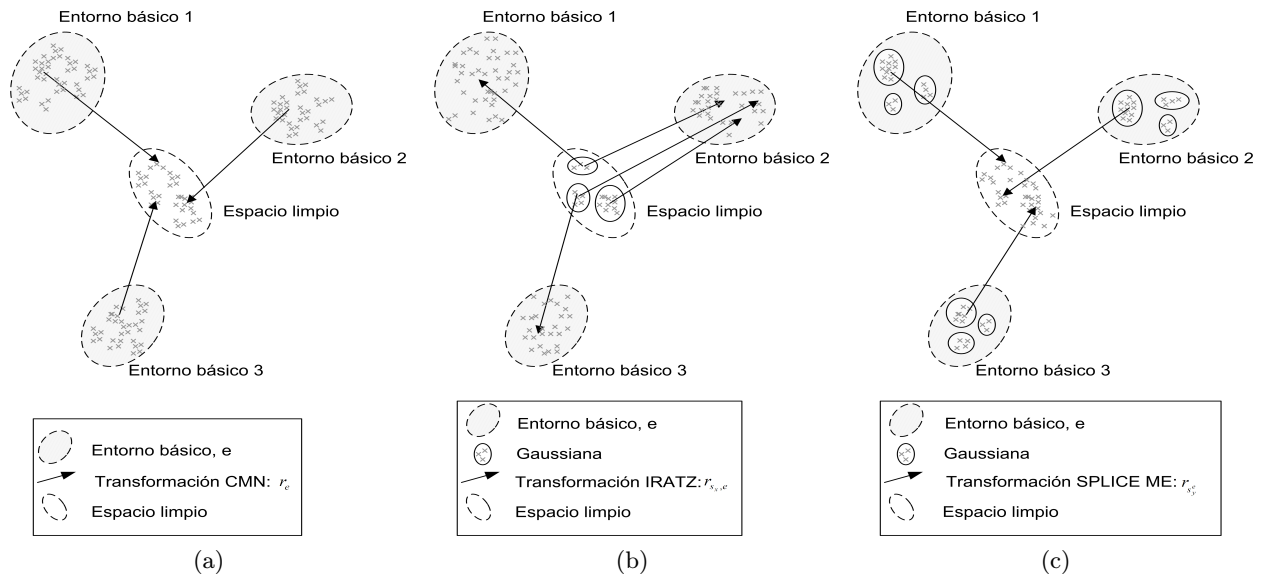 Entorno básico 1
Entorno básico 2
Espacio limpio
Entorno básico 3
Entorno básico, e
Transformación CMN: r_e
Espacio limpio
(a)
Entorno básico 1
Entorno básico 2
Espacio limpio
Entorno básico 3
Entorno básico, e
Gaussiana
Transformación IRATZ: r_{s_x,e}
Espacio limpio
(b)
Entorno básico 1
Entorno básico 2
Espacio limpio
Entorno básico 3
Entorno básico, e
Gaussiana
Transformación SPLICE ME: r_{s_y^e}
Espacio limpio
(c)